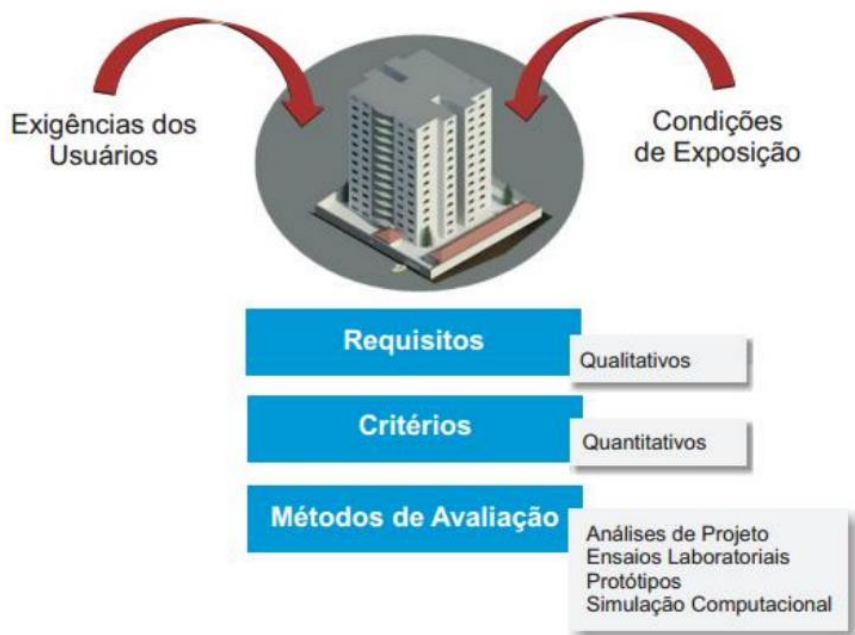 Exigências dos
Usuários
Condições
de Exposição
Requisitos
Qualitativos
Critérios
Quantitativos
Métodos de Avaliação
Análises de Projeto
Ensaios Laboratoriais
Protótipos
Simulação Computacional